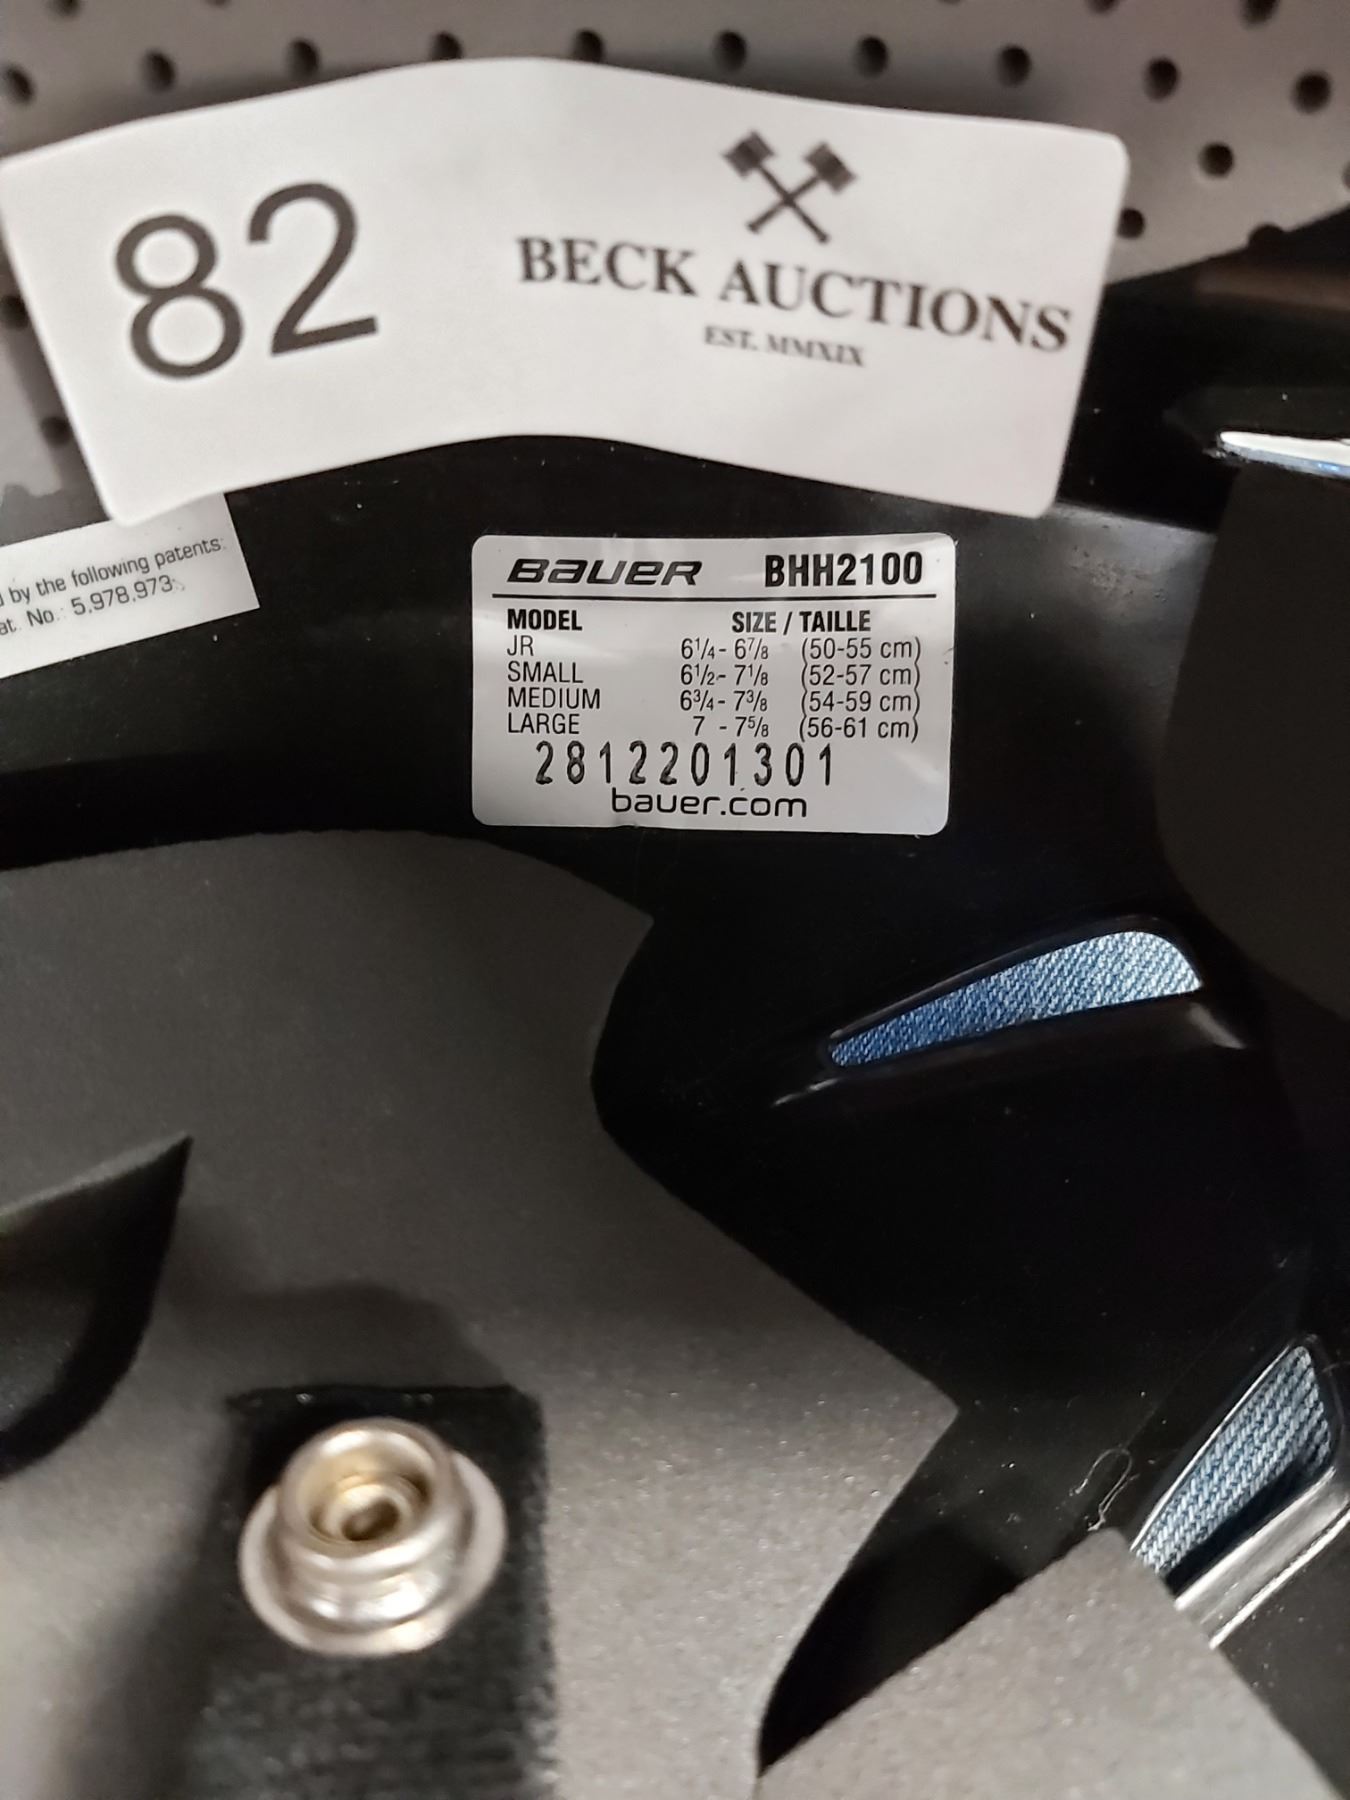 82
BECK AUCTIONS
EST. MMXIX
by the following patents:
No.: 5,978,973
BAUER BHH2100
MODEL SIZE / TAILLE
JR 6¼- 6⅞ (50-55 cm)
SMALL 6½- 7⅛ (52-57 cm)
MEDIUM 6¾- 7⅜ (54-59 cm)
LARGE 7 - 7⅝ (56-61 cm)
2812201301
bauer.com